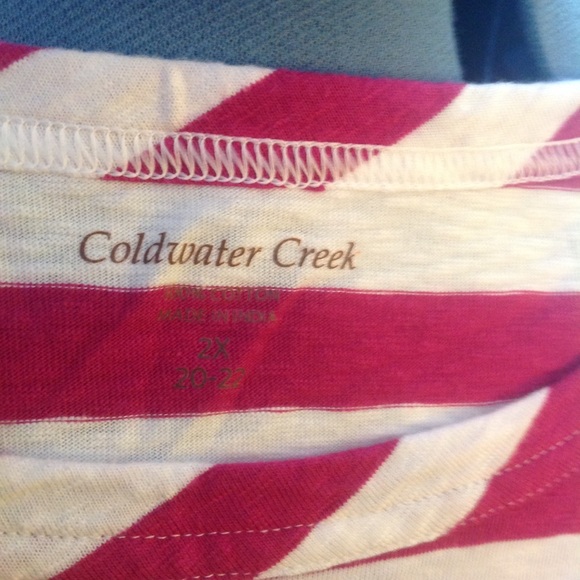 Coldwater Creek
100% COTTON
MADE IN INDIA
2X
20-22